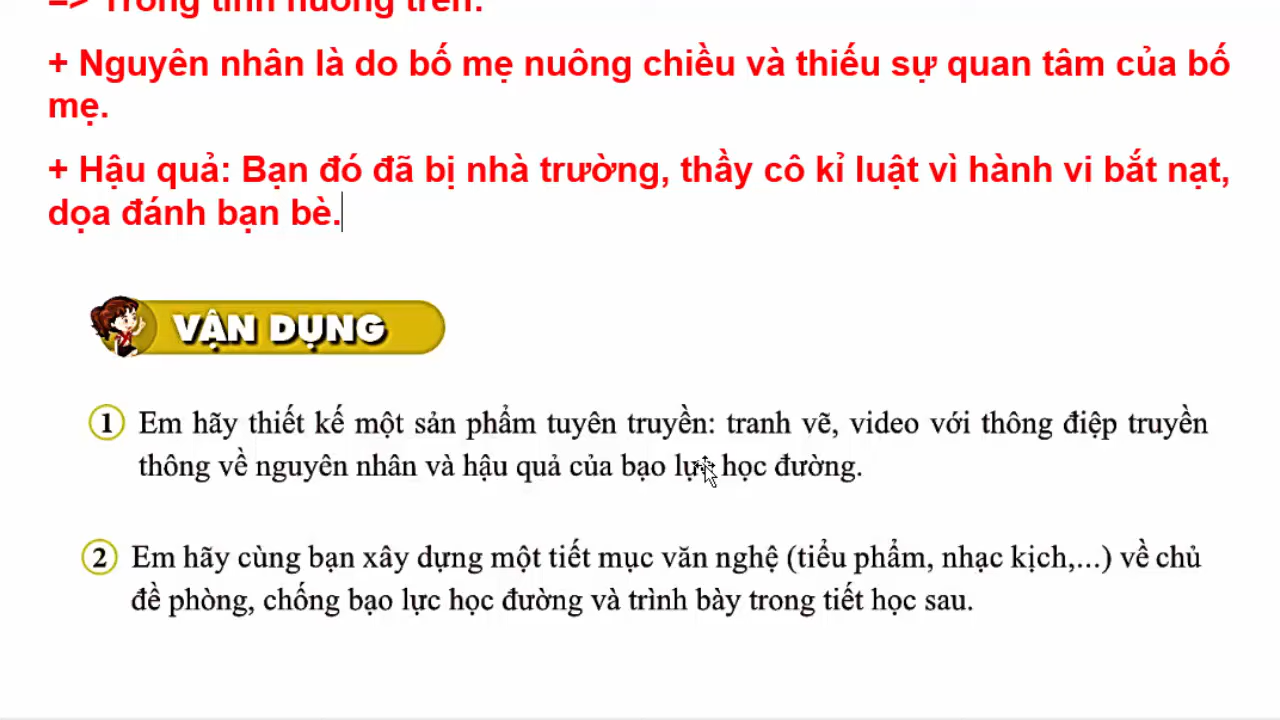 => Trong tình huống trên:
+ Nguyên nhân là do bố mẹ nuông chiều và thiếu sự quan tâm của bố
mẹ.
+ Hậu quả: Bạn đó đã bị nhà trường, thầy cô kỉ luật vì hành vi bắt nạt,
dọa đánh bạn bè.
VẬN DỤNG
1 Em hãy thiết kế một sản phẩm tuyên truyền: tranh vẽ, video với thông điệp truyền
thông về nguyên nhân và hậu quả của bạo lực học đường.
2 Em hãy cùng bạn xây dựng một tiết mục văn nghệ (tiểu phẩm, nhạc kịch,...) về chủ
đề phòng, chống bạo lực học đường và trình bày trong tiết học sau.